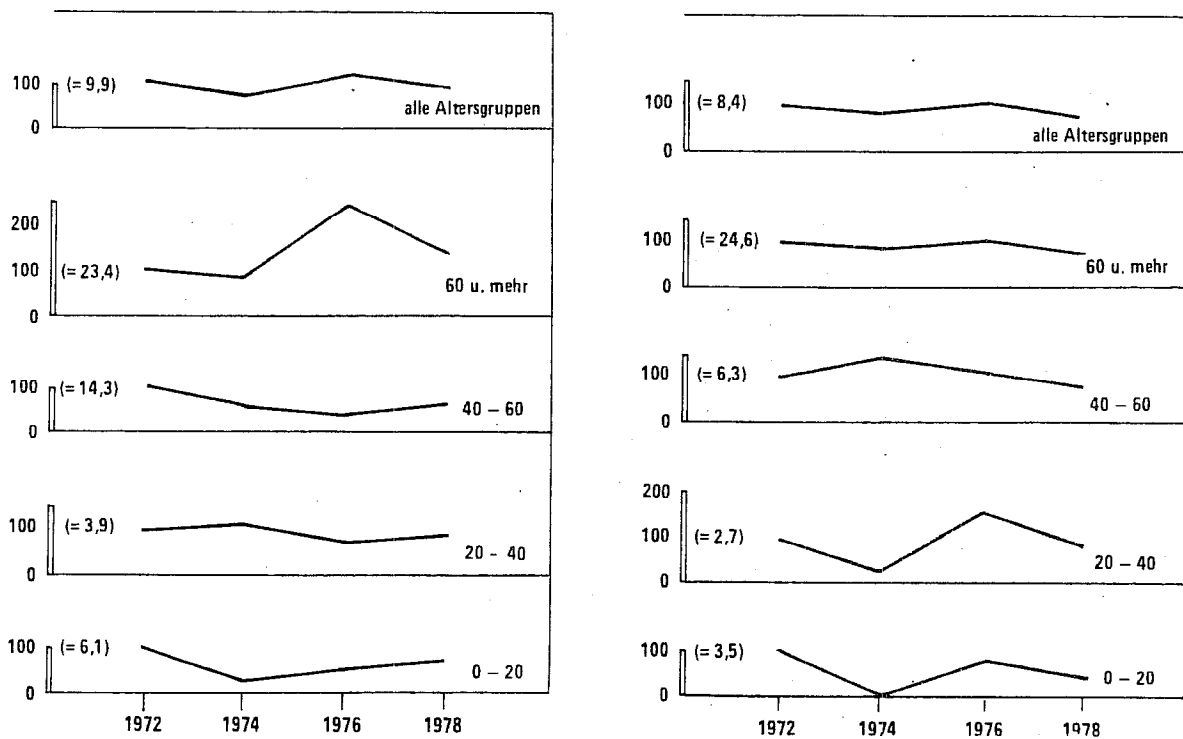 100 (= 9,9)
alle Altersgruppen
0
200
100 (= 23,4)
60 u. mehr
0
100 (= 14,3)
40 – 60
0
100 (= 3,9)
20 - 40
0
100 (= 6,1)
0 – 20
0
1972 1974 1976 1978
100 (= 8,4)
alle Altersgruppen
0
100 (= 24,6)
60 u. mehr
0
100 (= 6,3)
40 – 60
0
200
100 (= 2,7)
20 – 40
0
100 (= 3,5)
0 – 20
0
1972 1974 1976 1978